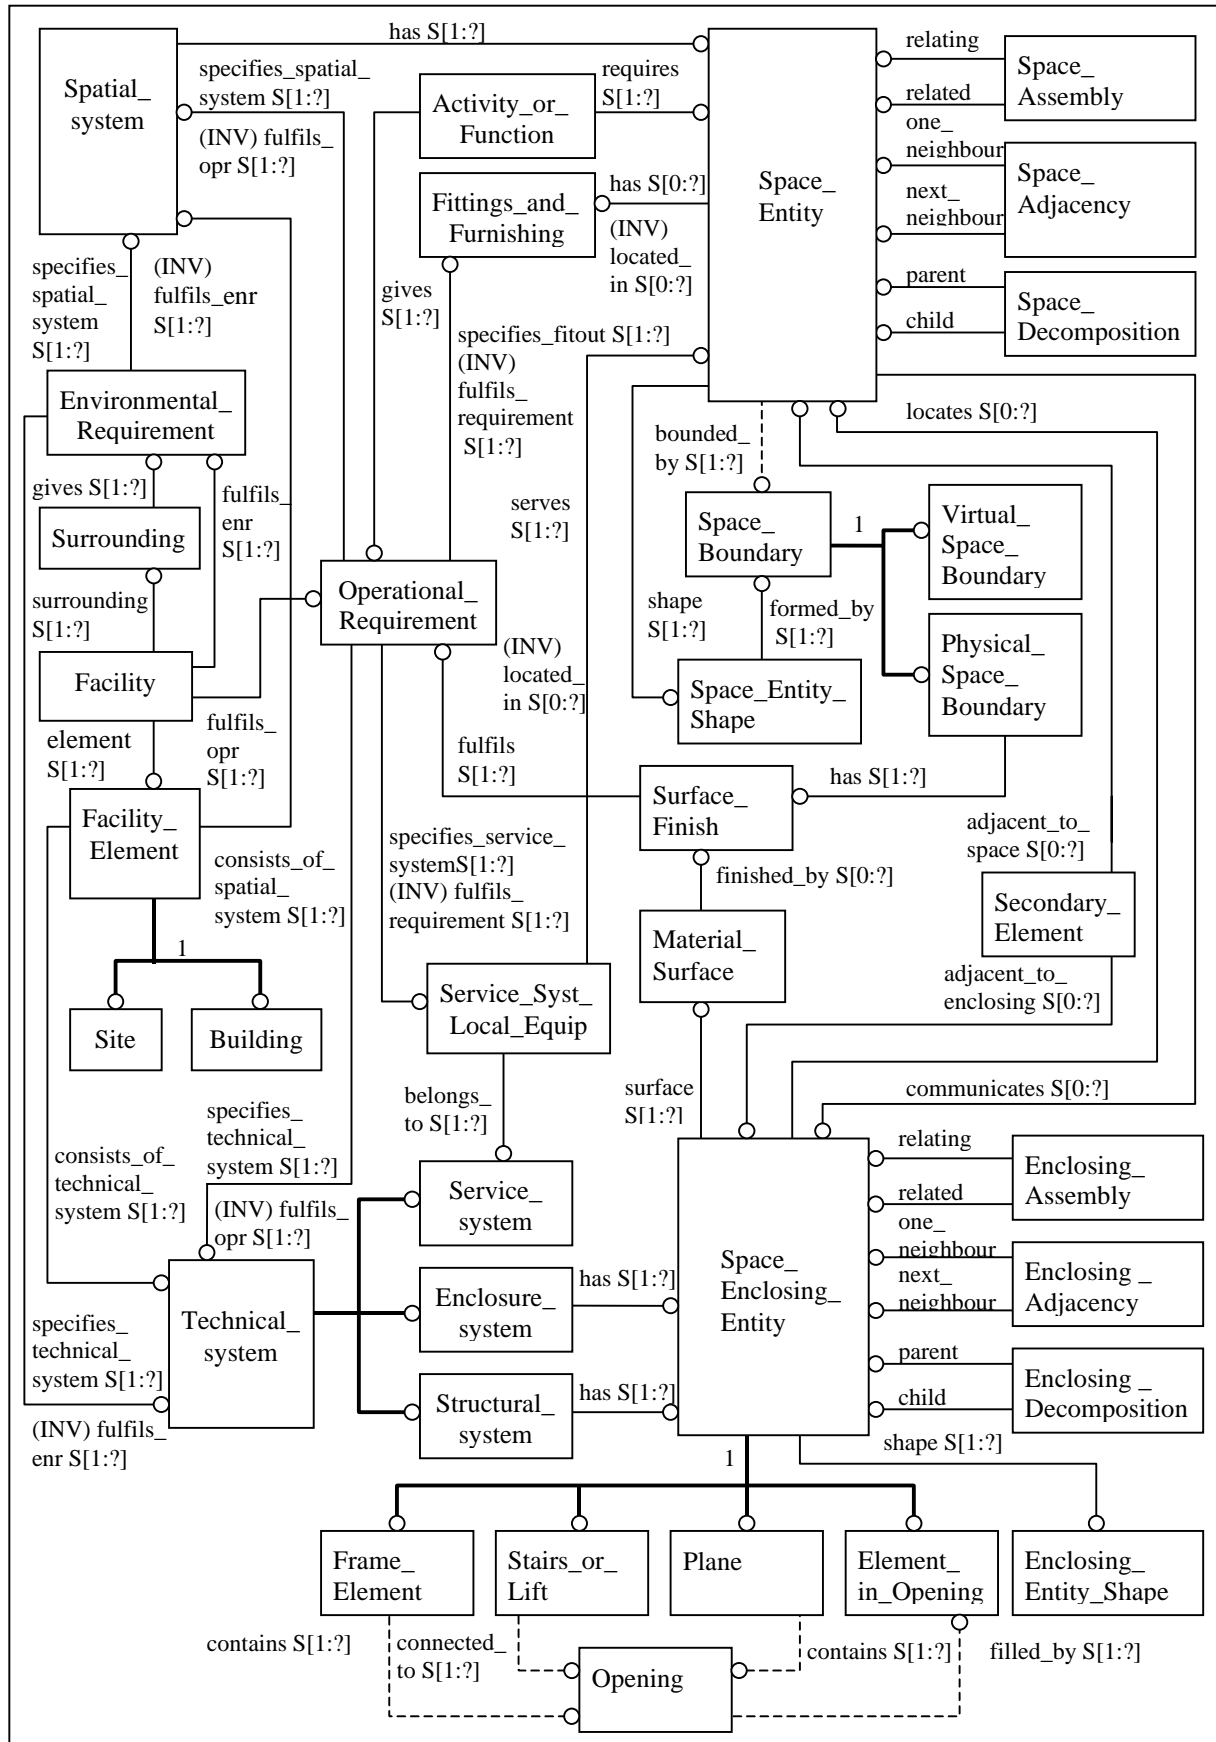 has S[1:?]
Spatial_
system
specifies_spatial_
system S[1:?]
(INV) fulfils_
opr S[1:?]
Activity_or_
Function
requires
S[1:?]
Space_
Entity
relating
related
Space_
Assembly
one_
neighbour
next_
neighbour
Space_
Adjacency
parent
child
Space_
Decomposition
Fittings_and_
Furnishing
has S[0:?]
(INV)
located_
in S[0:?]
specifies_
spatial_
system
S[1:?]
(INV)
fulfils_enr
S[1:?]
gives
S[1:?]
specifies_fitout S[1:?]
(INV)
fulfils_
requirement
S[1:?]
Environmental_
Requirement
locates S[0:?]
bounded_
by S[1:?]
gives S[1:?]
fulfils_
enr
S[1:?]
serves
S[1:?]
Surrounding
Space_
Boundary
1
Virtual_
Space_
Boundary
surrounding
S[1:?]
Operational_
Requirement
shape
S[1:?]
formed_by
S[1:?]
Physical_
Space_
Boundary
Facility
(INV)
located_
in S[0:?]
Space_Entity_
Shape
element
S[1:?]
fulfils_
opr
S[1:?]
fulfils
S[1:?]
has S[1:?]
Surface_
Finish
Facility_
Element
consists_of_
spatial_
system S[1:?]
specifies_service_
systemS[1:?]
(INV) fulfils_
requirement S[1:?]
finished_by S[0:?]
adjacent_to_
space S[0:?]
Secondary_
Element
Material_
Surface
1
adjacent_to_
enclosing S[0:?]
Site
Building
Service_Syst_
Local_Equip
surface
S[1:?]
communicates S[0:?]
belongs_
to S[1:?]
specifies_
technical_
system S[1:?]
consists_of_
technical_
system S[1:?]
(INV) fulfils_
opr S[1:?]
Service_
system
relating
related
Enclosing_
Assembly
one_
neighbour
next_
neighbour
Enclosing _
Adjacency
Space_
Enclosing_
Entity
Technical_
system
Enclosure_
system
has S[1:?]
specifies_
technical_
system S[1:?]
parent
child
Enclosing _
Decomposition
Structural_
system
has S[1:?]
(INV) fulfils_
enr S[1:?]
1
shape S[1:?]
Frame_
Element
Stairs_or_
Lift
Plane
Element_
in_Opening
Enclosing_
Entity_Shape
contains S[1:?]
connected_
to S[1:?]
Opening
contains S[1:?]
filled_by S[1:?]